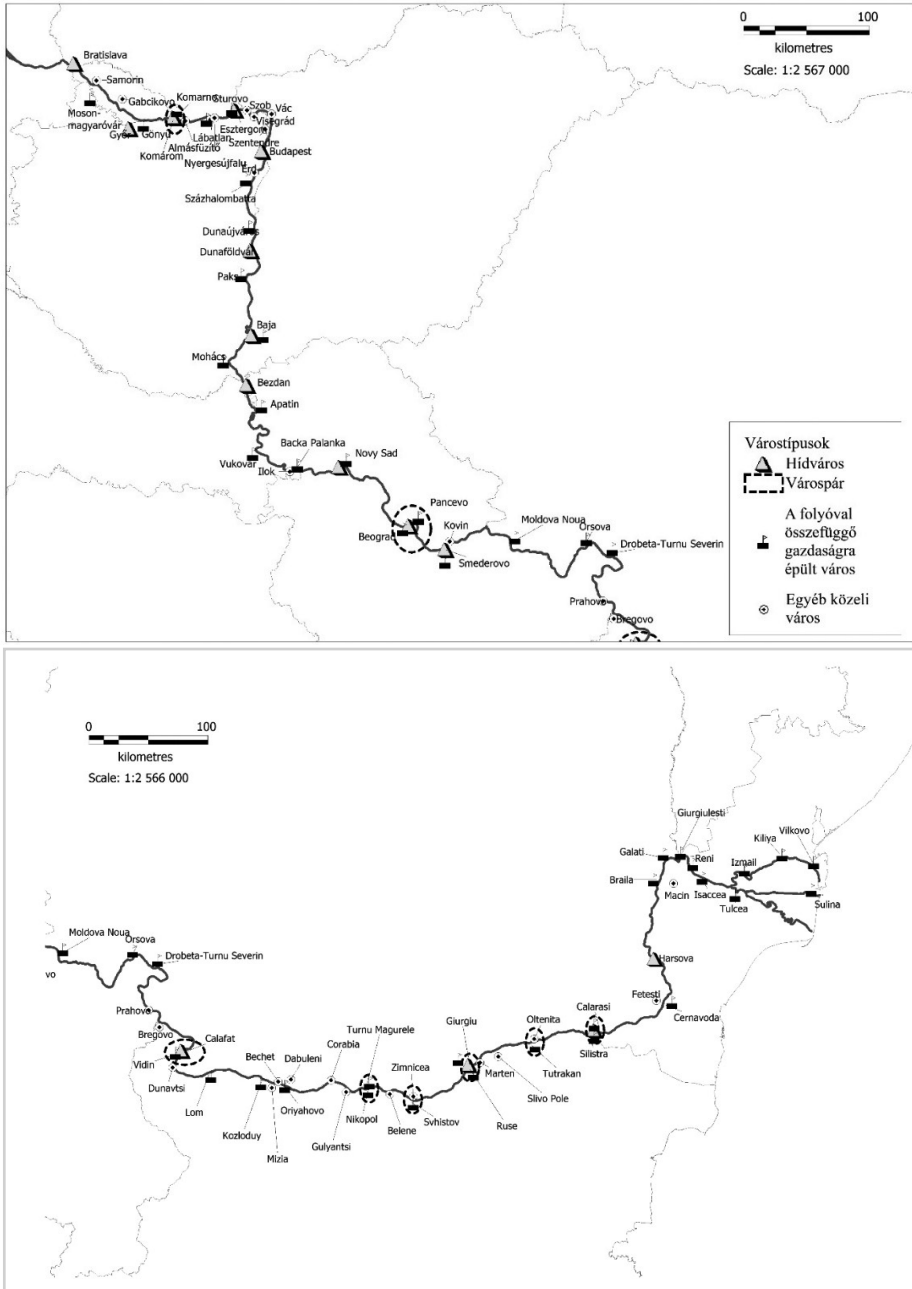 0 100
kilometres
Scale: 1:2 567 000
Bratislava
Samorin
Gabcikovo
Moson-
magyaróvár
Győr
Gönyű
Komarno
Komárom
Almásfüzitő
Lábatlan
Nyergesújfalu
Sturovo
Esztergom
Szob
Visegrád
Vác
Szentendre
Budapest
Érd
Százhalombatta
Dunaújváros
Dunaföldvár
Paks
Baja
Mohács
Bezdan
Apatin
Vukovar
Ilok
Backa Palanka
Novy Sad
Beograd
Pancevo
Kovin
Smederovo
Moldova Noua
Orsova
Drobeta-Turnu Severin
Prahovo
Bregovo
Várostípusok
Hídváros
Várospár
A folyóval
összefüggő
gazdaságra
épült város
Egyéb közeli
város
0 100
kilometres
Scale: 1:2 566 000
vo
Moldova Noua
Orsova
Drobeta-Turnu Severin
Prahovo
Bregovo
Calafat
Vidin
Dunavtsi
Lom
Kozloduy
Mizia
Bechet
Dabuleni
Oriyahovo
Corabia
Gulyantsi
Turnu Magurele
Nikopol
Belene
Zimnicea
Svhistov
Giurgiu
Ruse
Marten
Slivo Pole
Oltenita
Tutrakan
Calarasi
Silistra
Fetesti
Cernavoda
Harsova
Braila
Macin
Galati
Giurgiulesti
Reni
Isaccea
Tulcea
Izmail
Kiliya
Vilkovo
Sulina